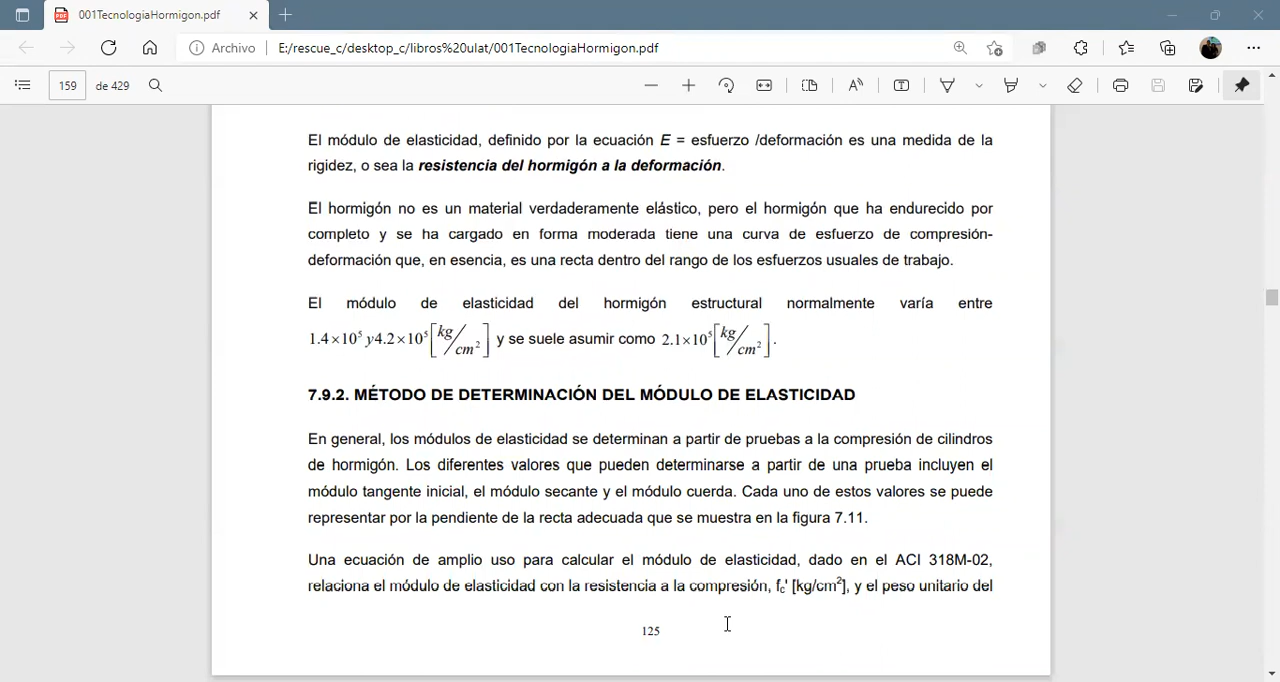 001TecnologiaHormigon.pdf
Archivo E:/rescue_c/desktop_c/libros%20ulat/001TecnologiaHormigon.pdf
159 de 429
El módulo de elasticidad, definido por la ecuación E = esfuerzo /deformación es una medida de la
rigidez, o sea la resistencia del hormigón a la deformación.
El hormigón no es un material verdaderamente elástico, pero el hormigón que ha endurecido por
completo y se ha cargado en forma moderada tiene una curva de esfuerzo de compresión-
deformación que, en esencia, es una recta dentro del rango de los esfuerzos usuales de trabajo.
El módulo de elasticidad del hormigón estructural normalmente varía entre
1.4×10⁵ y4.2×10⁵[kg/cm²] y se suele asumir como 2.1×10⁵[kg/cm²].
7.9.2. MÉTODO DE DETERMINACIÓN DEL MÓDULO DE ELASTICIDAD
En general, los módulos de elasticidad se determinan a partir de pruebas a la compresión de cilindros
de hormigón. Los diferentes valores que pueden determinarse a partir de una prueba incluyen el
módulo tangente inicial, el módulo secante y el módulo cuerda. Cada uno de estos valores se puede
representar por la pendiente de la recta adecuada que se muestra en la figura 7.11.
Una ecuación de amplio uso para calcular el módulo de elasticidad, dado en el ACI 318M-02,
relaciona el módulo de elasticidad con la resistencia a la compresión, fc' [kg/cm²], y el peso unitario del
125